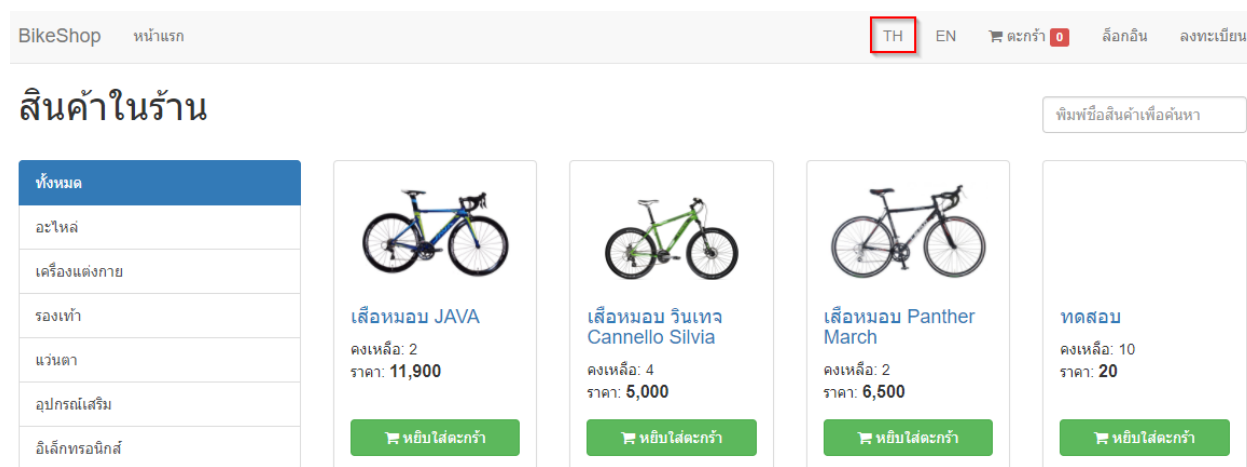 BikeShop หน้าแรก TH EN ตะกร้า 0 ล็อกอิน ลงทะเบียน
สินค้าในร้าน
พิมพ์ชื่อสินค้าเพื่อค้นหา
ทั้งหมด
อะไหล่
เครื่องแต่งกาย
รองเท้า
แว่นตา
อุปกรณ์เสริม
อิเล็กทรอนิกส์
เสือหมอบ JAVA
คงเหลือ: 2
ราคา: 11,900
หยิบใส่ตะกร้า
เสือหมอบ วินเทจ
Cannello Silvia
คงเหลือ: 4
ราคา: 5,000
หยิบใส่ตะกร้า
เสือหมอบ Panther
March
คงเหลือ: 2
ราคา: 6,500
หยิบใส่ตะกร้า
ทดสอบ
คงเหลือ: 10
ราคา: 20
หยิบใส่ตะกร้า